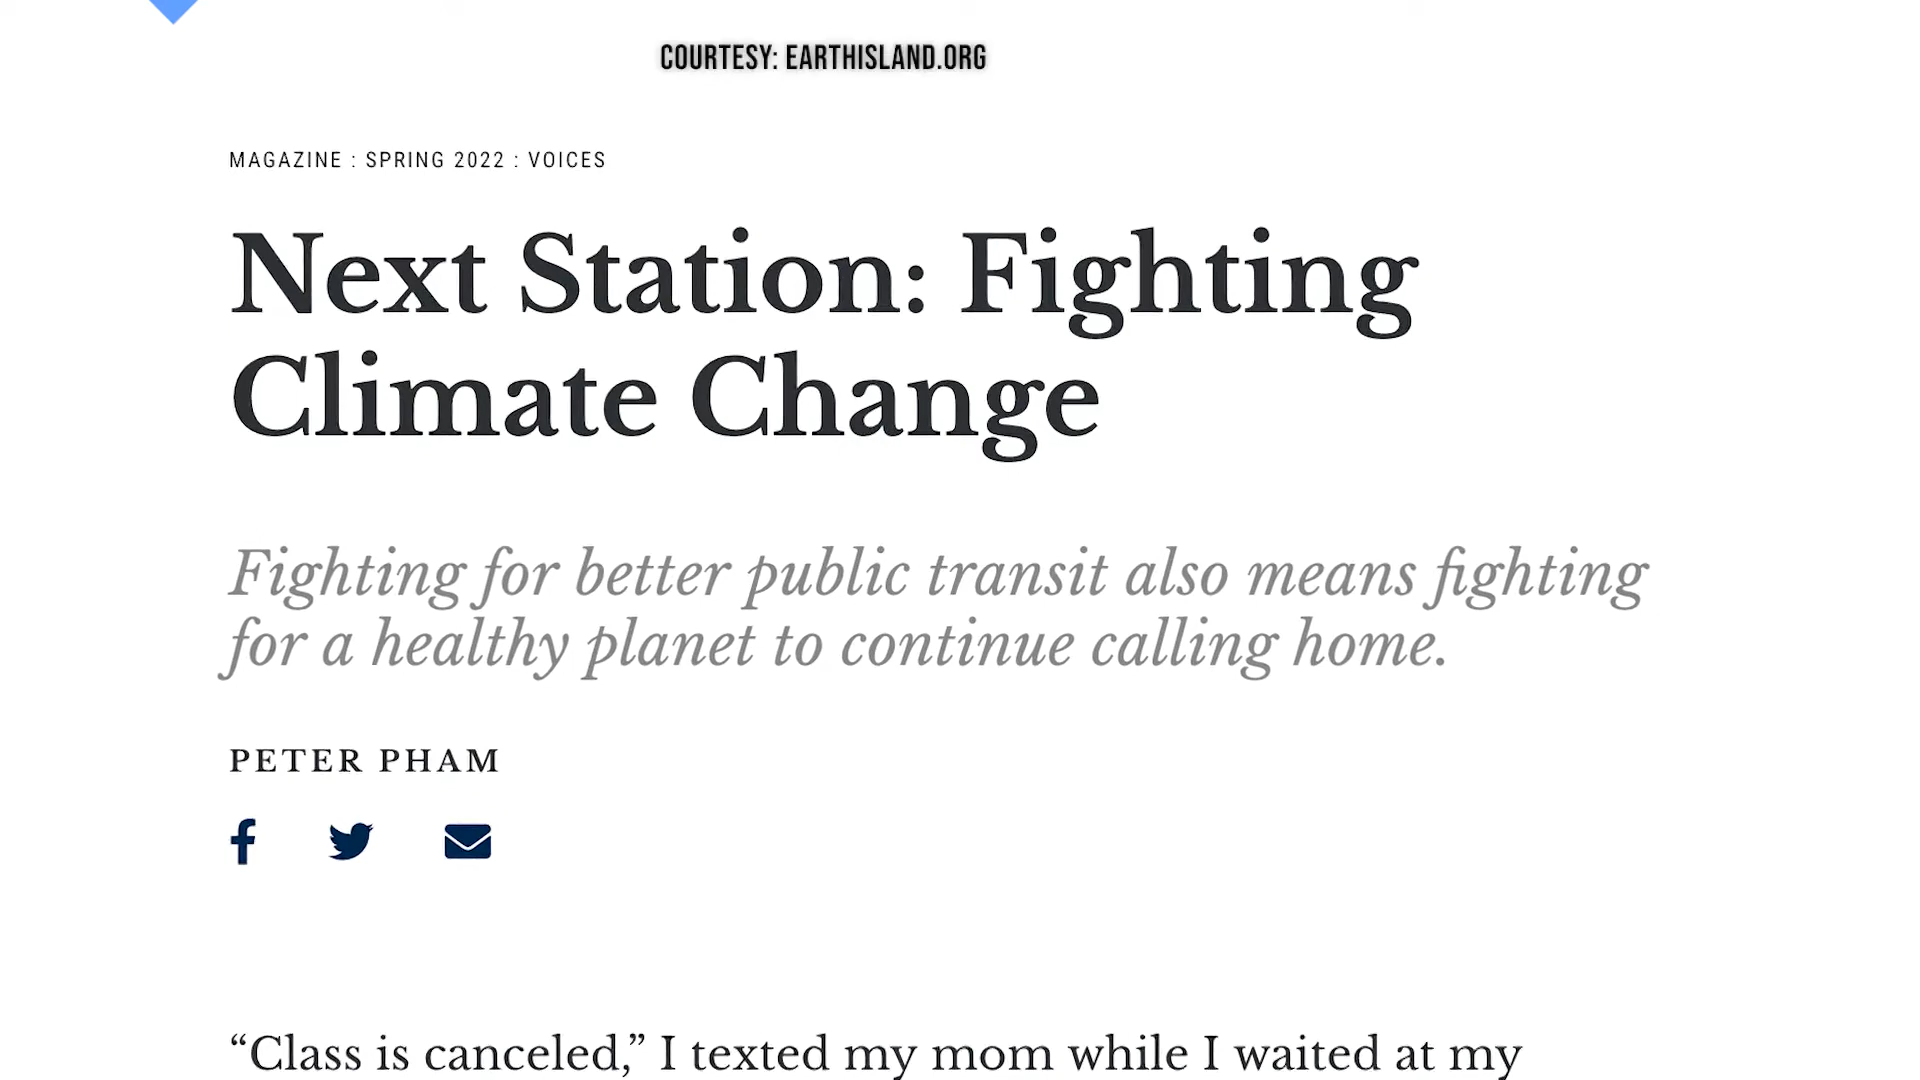 COURTESY: EARTHISLAND.ORG
MAGAZINE : SPRING 2022 : VOICES
Next Station: Fighting
Climate Change
Fighting for better public transit also means fighting
for a healthy planet to continue calling home.
PETER PHAM
“Class is canceled,” I texted my mom while I waited at my